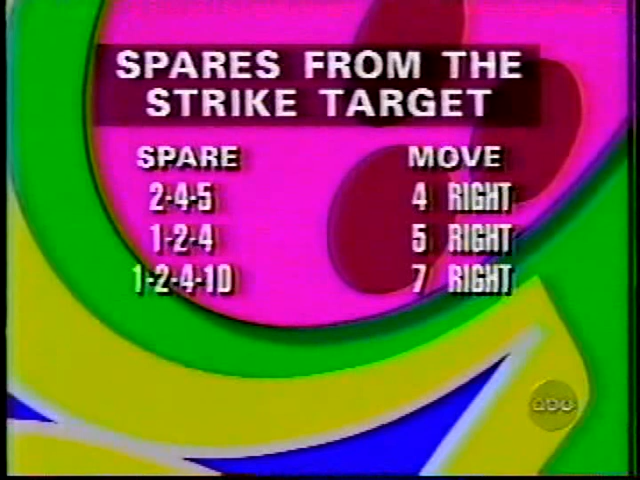 SPARES FROM THE
STRIKE TARGET
SPARE MOVE
2-4-5 4 RIGHT
1-2-4 5 RIGHT
1-2-4-10 7 RIGHT
abc